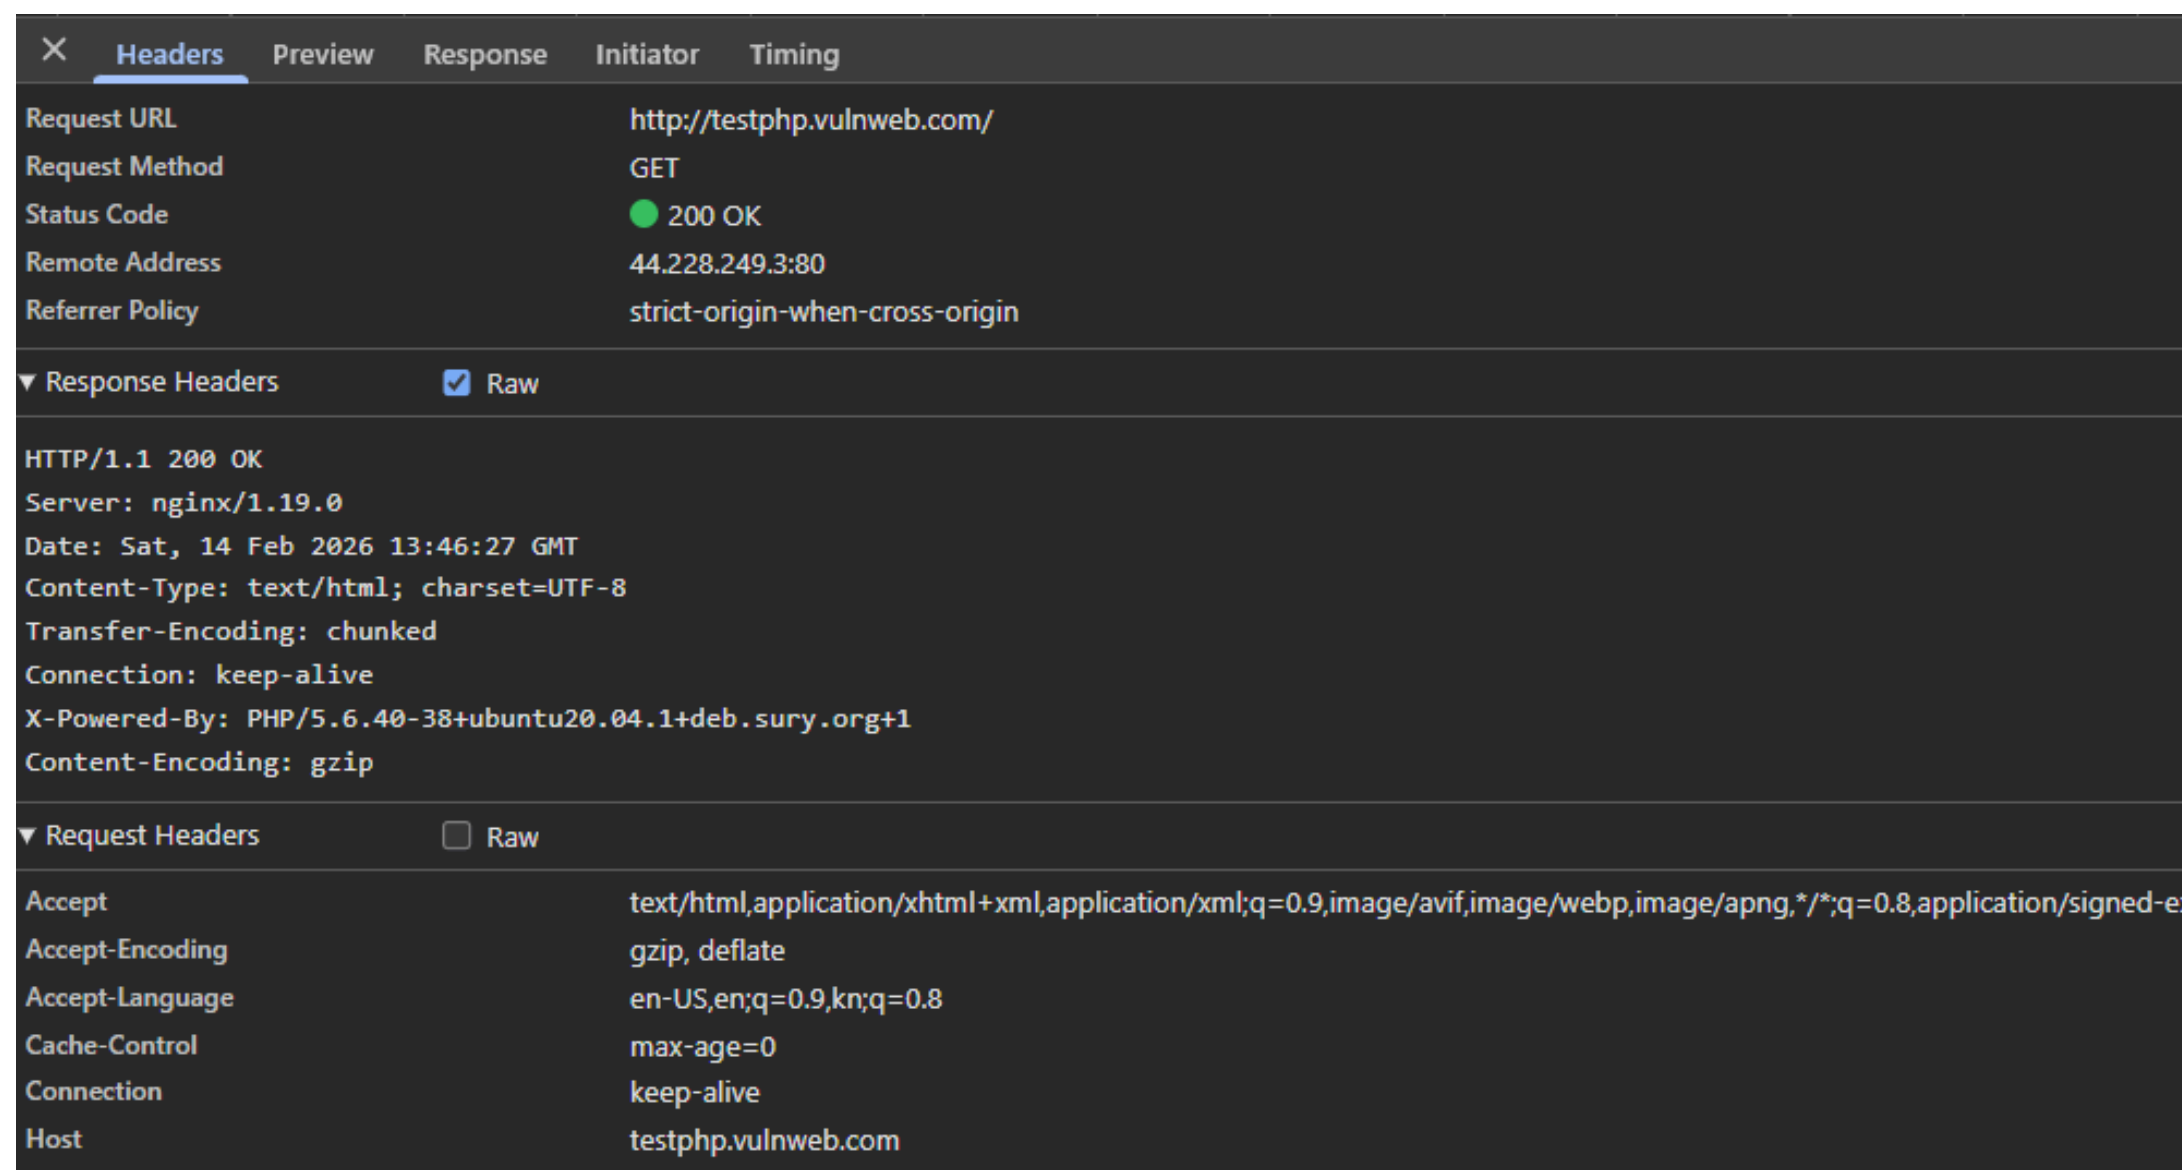 Headers Preview Response Initiator Timing
Request URL http://testphp.vulnweb.com/
Request Method GET
Status Code 200 OK
Remote Address 44.228.249.3:80
Referrer Policy strict-origin-when-cross-origin
Response Headers Raw
HTTP/1.1 200 OK
Server: nginx/1.19.0
Date: Sat, 14 Feb 2026 13:46:27 GMT
Content-Type: text/html; charset=UTF-8
Transfer-Encoding: chunked
Connection: keep-alive
X-Powered-By: PHP/5.6.40-38+ubuntu20.04.1+deb.sury.org+1
Content-Encoding: gzip
Request Headers Raw
Accept text/html,application/xhtml+xml,application/xml;q=0.9,image/avif,image/webp,image/apng,*/*;q=0.8,application/signed-e
Accept-Encoding gzip, deflate
Accept-Language en-US,en;q=0.9,kn;q=0.8
Cache-Control max-age=0
Connection keep-alive
Host testphp.vulnweb.com